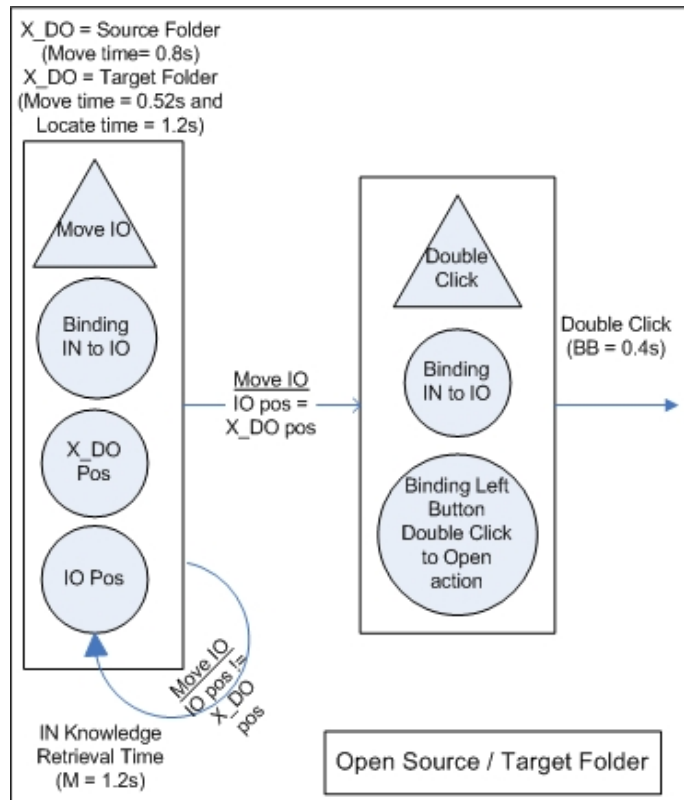 X_DO = Source Folder
(Move time= 0.8s)
X_DO = Target Folder
(Move time = 0.52s and
Locate time = 1.2s)
Move IO
Binding
IN to IO
X_DO
Pos
IO Pos
Move IO
IO pos !=
X_DO
pos
IN Knowledge
Retrieval Time
(M = 1.2s)
Move IO
IO pos =
X_DO pos
Double
Click
Binding
IN to IO
Binding Left
Button
Double Click
to Open
action
Double Click
(BB = 0.4s)
Open Source / Target Folder